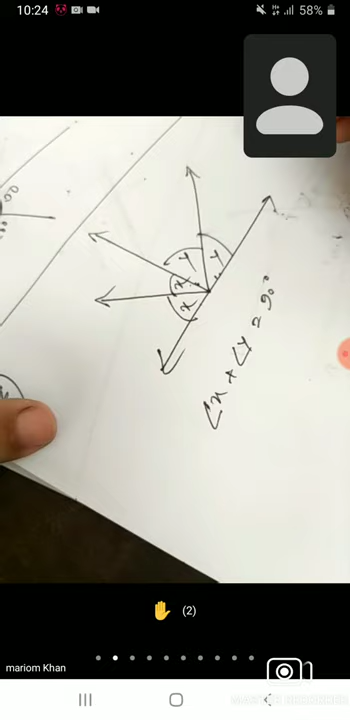 10:24
58%
y
y
x
x
∠x + ∠y = 90°
(2)
mariom Khan